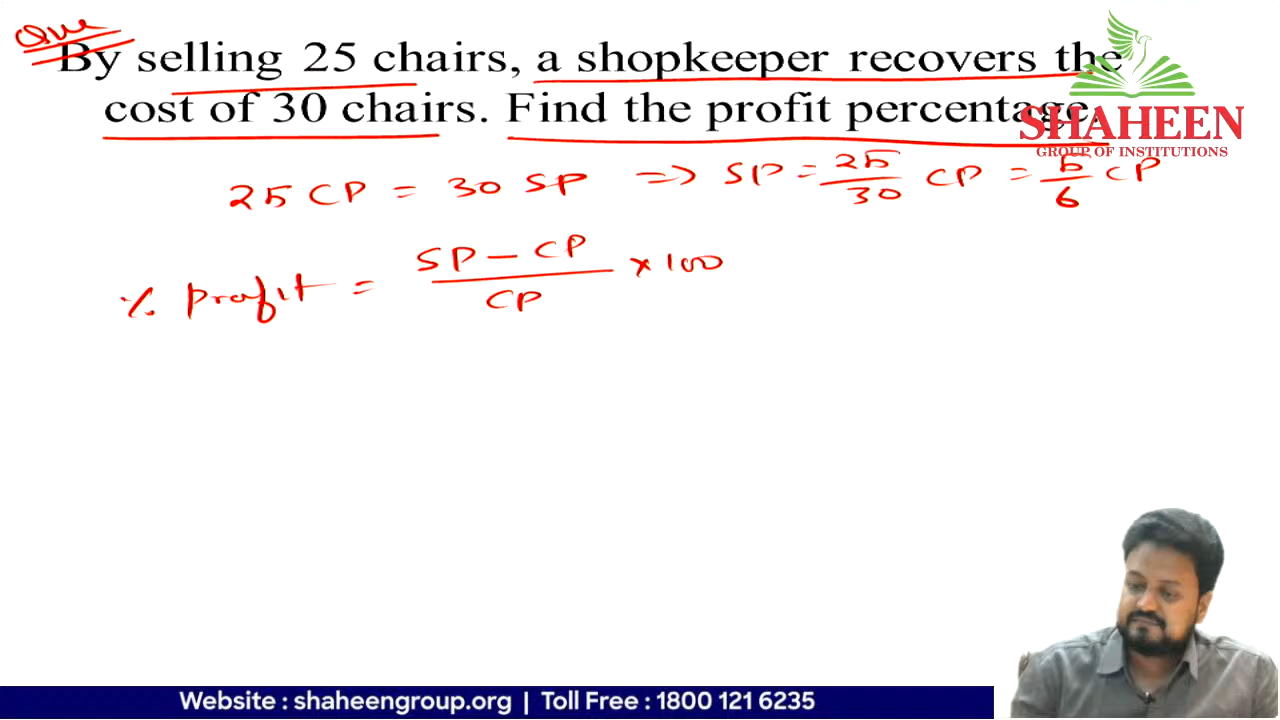 Que
By selling 25 chairs, a shopkeeper recovers the
cost of 30 chairs. Find the profit percentage.
SHAHEEN
GROUP OF INSTITUTIONS
25 CP = 30 SP => SP = 25/30 CP = 5/6 CP
% Profit = SP - CP / CP × 100
Website : shaheengroup.org | Toll Free : 1800 121 6235